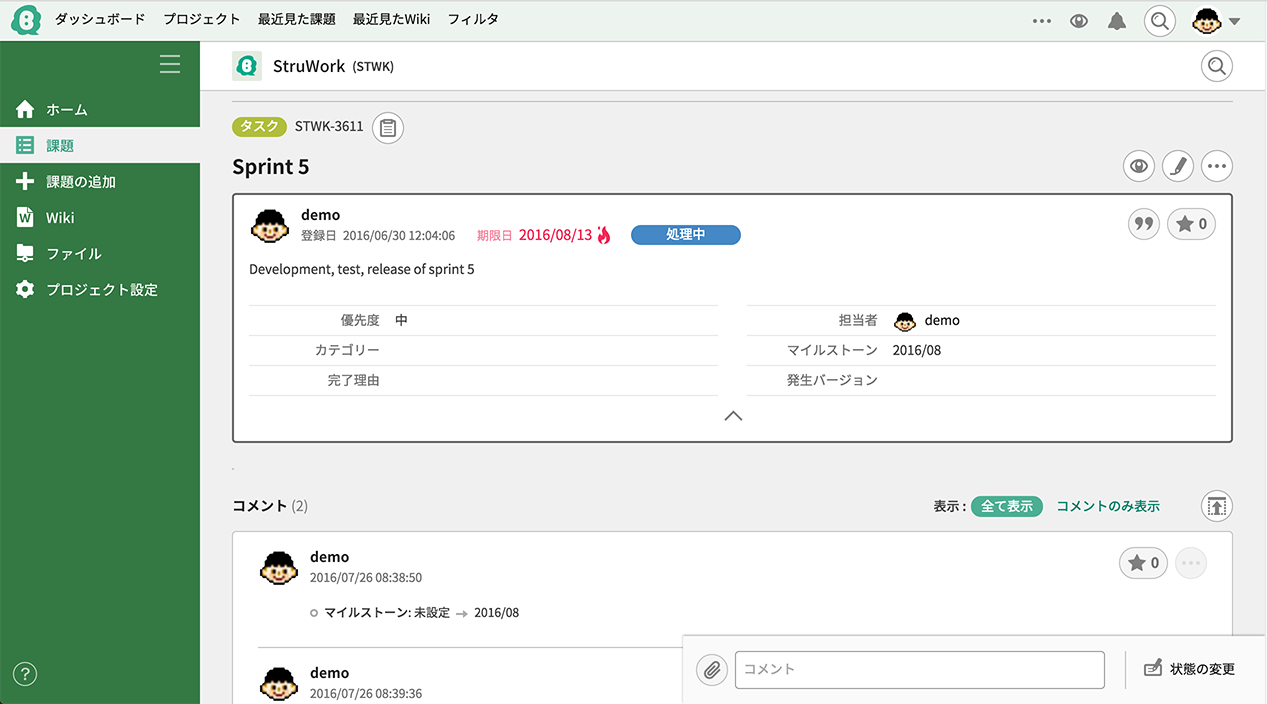 ダッシュボード プロジェクト 最近見た課題 最近見たWiki フィルタ
StruWork (STWK)
ホーム
課題
課題の追加
Wiki
ファイル
プロジェクト設定
タスク STWK-3611
Sprint 5
demo
登録日 2016/06/30 12:04:06 期限日 2016/08/13 処理中
0
Development, test, release of sprint 5
優先度 中 担当者 demo
カテゴリー マイルストーン 2016/08
完了理由 発生バージョン
コメント (2) 表示 : 全て表示 コメントのみ表示
demo
2016/07/26 08:38:50
0
マイルストーン: 未設定 → 2016/08
demo
2016/07/26 08:39:36
コメント 状態の変更